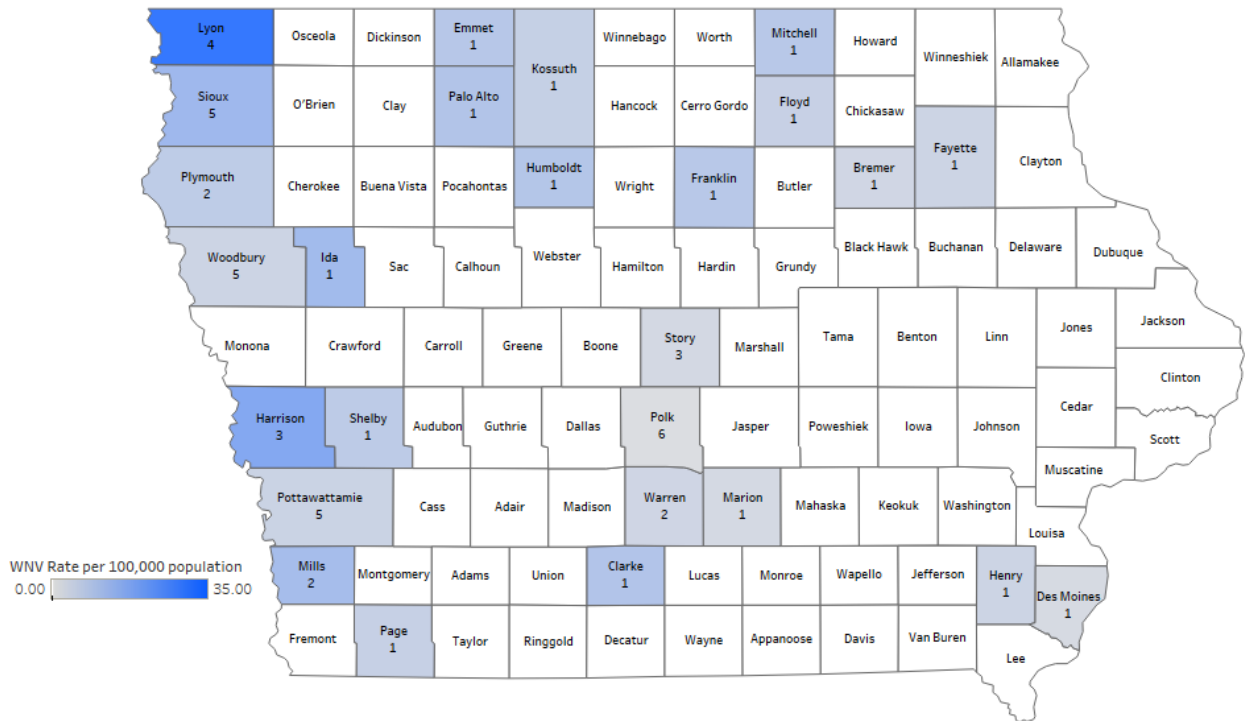 Lyon
4
Osceola
Dickinson
Emmet
1
Kossuth
1
Winnebago
Worth
Mitchell
1
Howard
Winneshiek
Allamakee
Sioux
5
O'Brien
Clay
Palo Alto
1
Hancock
Cerro Gordo
Floyd
1
Chickasaw
Fayette
1
Clayton
Plymouth
2
Cherokee
Buena Vista
Pocahontas
Humboldt
1
Wright
Franklin
1
Butler
Bremer
1
Woodbury
5
Ida
1
Sac
Calhoun
Webster
Hamilton
Hardin
Grundy
Black Hawk
Buchanan
Delaware
Dubuque
Monona
Crawford
Carroll
Greene
Boone
Story
3
Marshall
Tama
Benton
Linn
Jones
Jackson
Clinton
Harrison
3
Shelby
1
Audubon
Guthrie
Dallas
Polk
6
Jasper
Poweshiek
Iowa
Johnson
Cedar
Scott
Muscatine
Pottawattamie
5
Cass
Adair
Madison
Warren
2
Marion
1
Mahaska
Keokuk
Washington
Louisa
WNV Rate per 100,000 population
0.00
35.00
Mills
2
Montgomery
Adams
Union
Clarke
1
Lucas
Monroe
Wapello
Jefferson
Henry
1
Des Moines
1
Fremont
Page
1
Taylor
Ringgold
Decatur
Wayne
Appanoose
Davis
Van Buren
Lee